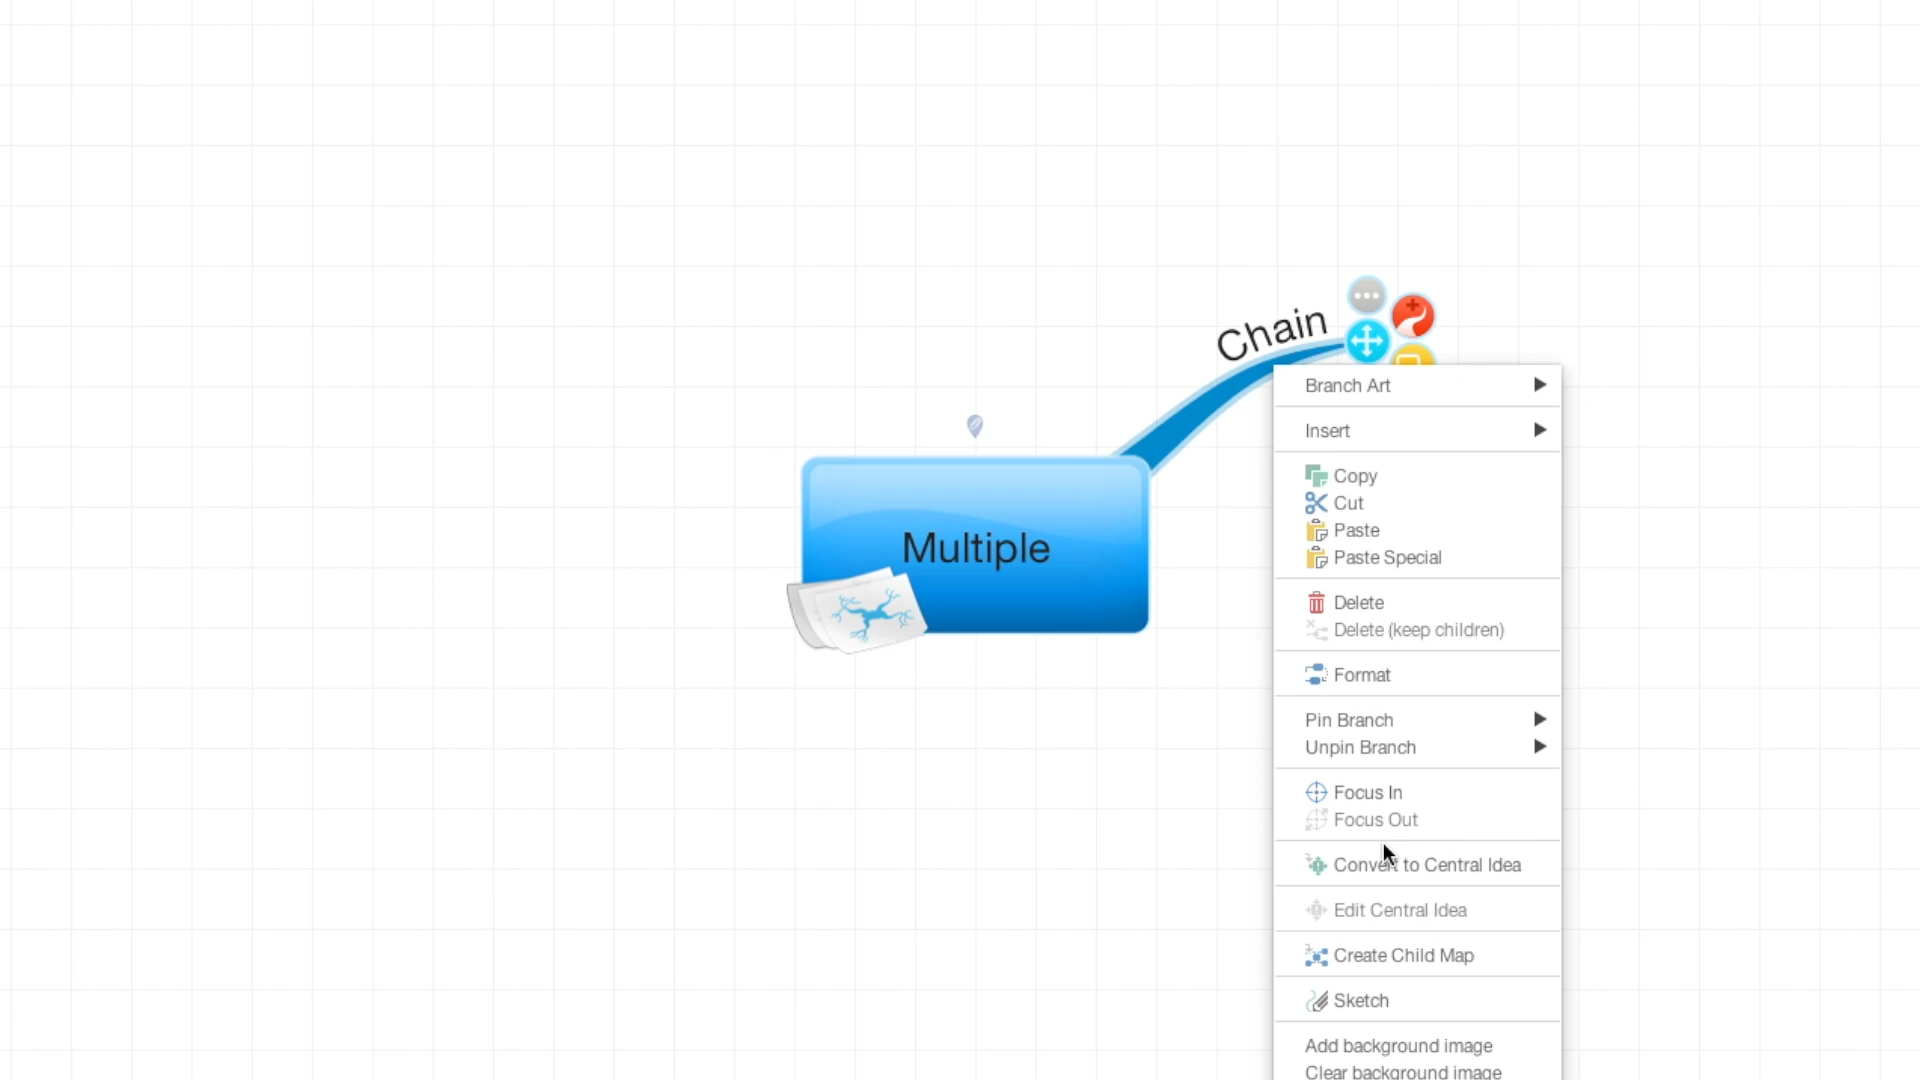 Chain
Multiple
Branch Art
Insert
Copy
Cut
Paste
Paste Special
Delete
Delete (keep children)
Format
Pin Branch
Unpin Branch
Focus In
Focus Out
Convert to Central Idea
Edit Central Idea
Create Child Map
Sketch
Add background image
Clear background image